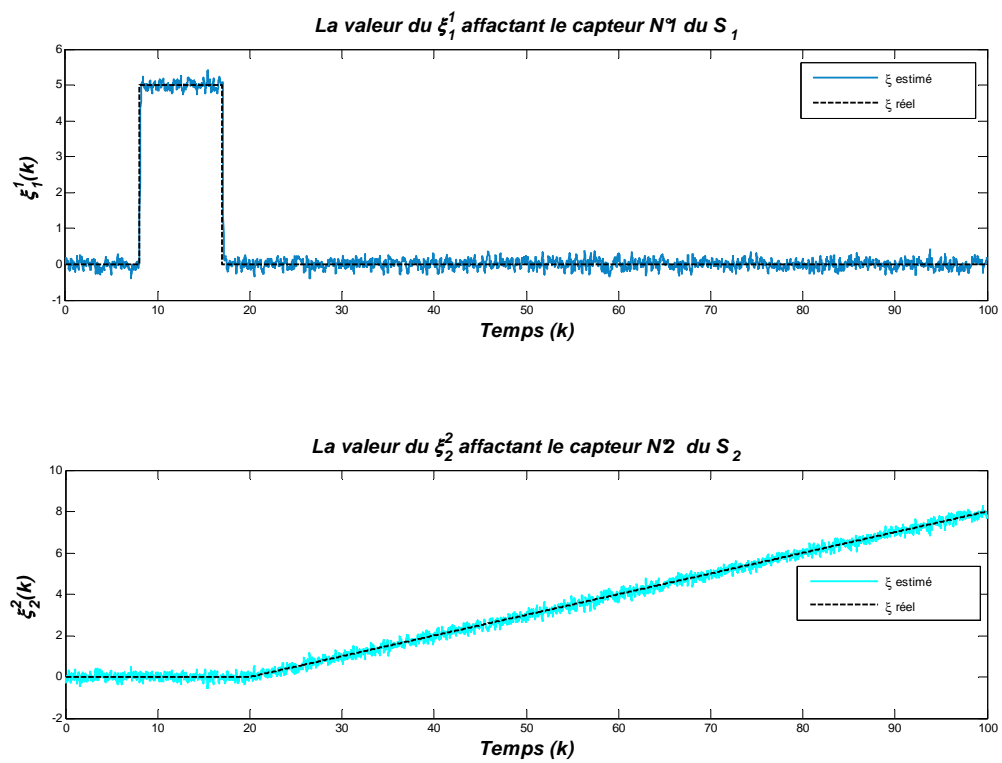 La valeur du ξ₁¹ affactant le capteur N°1 du S₁
6
5
4
3
2
1
0
-1
ξ₁¹(k)
ξ estimé
ξ réel
0 10 20 30 40 50 60 70 80 90 100
Temps (k)
La valeur du ξ₂² affactant le capteur N°2 du S₂
10
8
6
4
2
0
-2
ξ₂²(k)
ξ estimé
ξ réel
0 10 20 30 40 50 60 70 80 90 100
Temps (k)